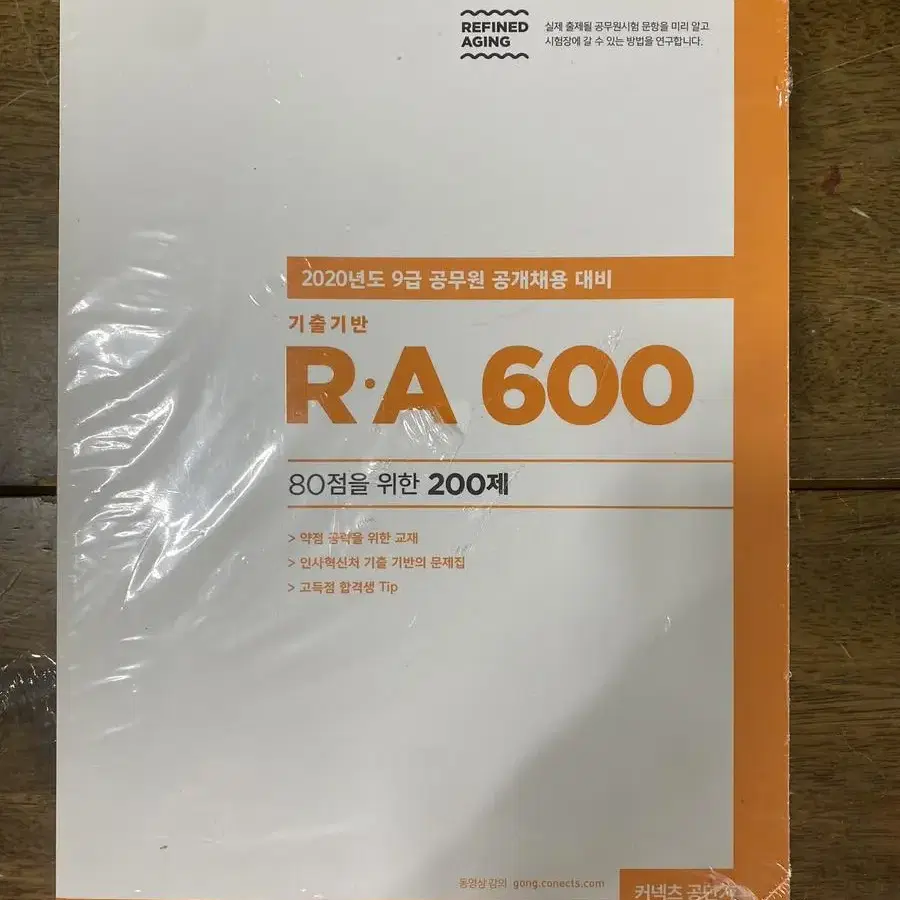 REFINED
AGING
실제 출제될 공무원시험 문항을 미리 알고
시험장에 갈 수 있는 방법을 연구합니다.
2020년도 9급 공무원 공개채용 대비
기출기반
R·A 600
80점을 위한 200제
> 약점 공략을 위한 교재
> 인사혁신처 기출 기반의 문제집
> 고득점 합격생 Tip
동영상 강의 gong.conects.com
커넥츠